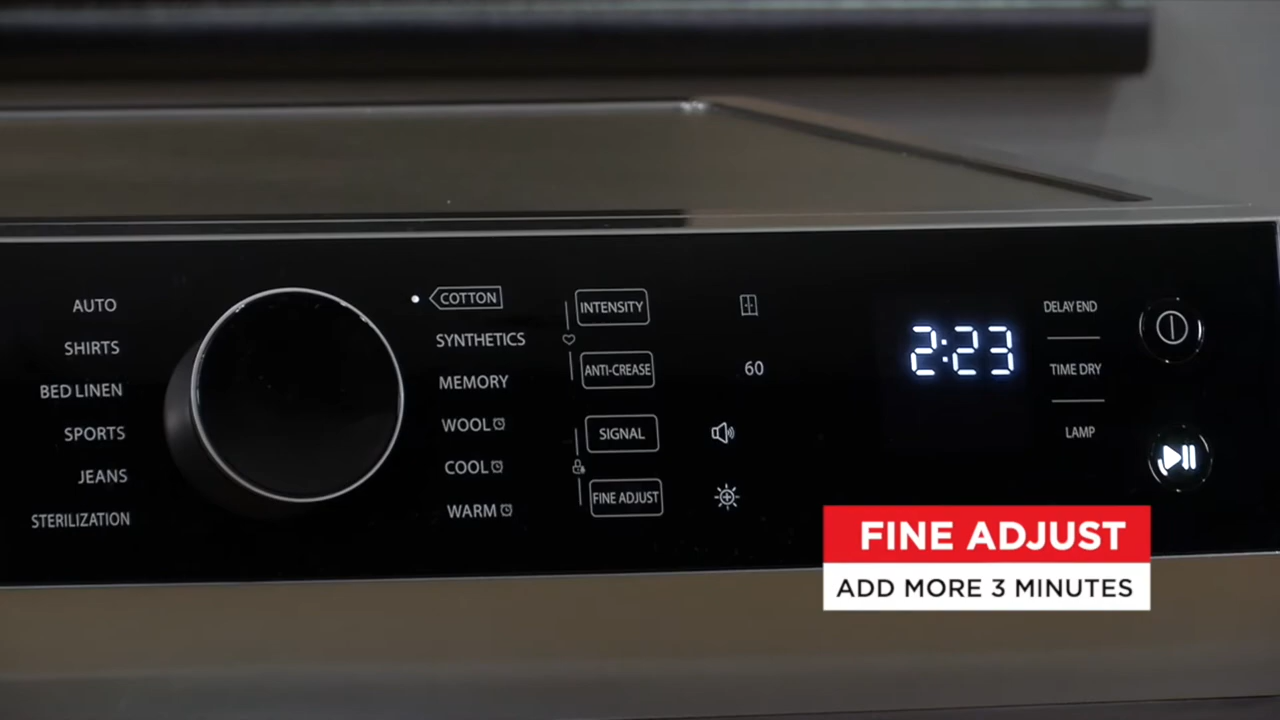 AUTO
SHIRTS
BED LINEN
SPORTS
JEANS
STERILIZATION
COTTON
SYNTHETICS
MEMORY
WOOL
COOL
WARM
INTENSITY
ANTI-CREASE
SIGNAL
FINE ADJUST
60
2:23
DELAY END
TIME DRY
LAMP
FINE ADJUST
ADD MORE 3 MINUTES